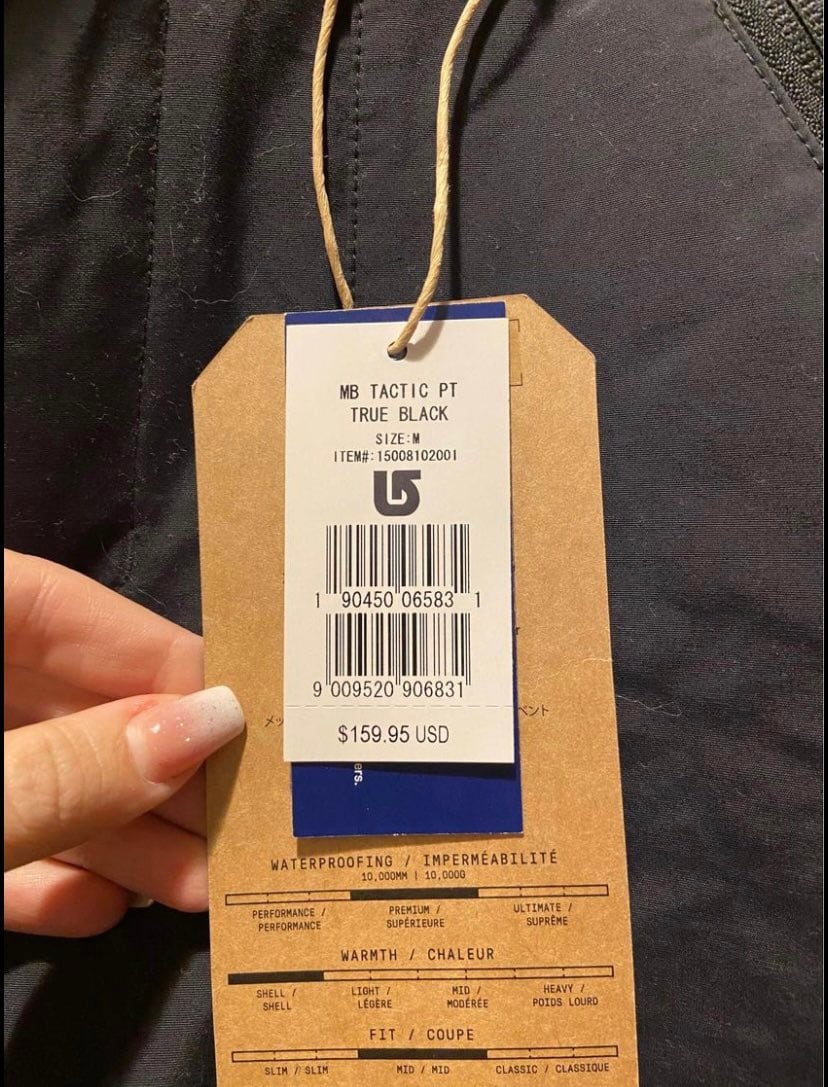 MB TACTIC PT
TRUE BLACK
SIZE:M
ITEM#:15008102001
1 90450 06583 1
9 009520 906831
$159.95 USD
ers.
WATERPROOFING / IMPERMÉABILITÉ
10,000MM | 10,000G
PERFORMANCE / PREMIUM / ULTIMATE /
PERFORMANCE SUPÉRIEURE SUPRÊME
WARMTH / CHALEUR
SHELL / LIGHT / MID / HEAVY /
SHELL LÉGÈRE MODÉRÉE POIDS LOURD
FIT / COUPE
SLIM / SLIM MID / MID CLASSIC / CLASSIQUE